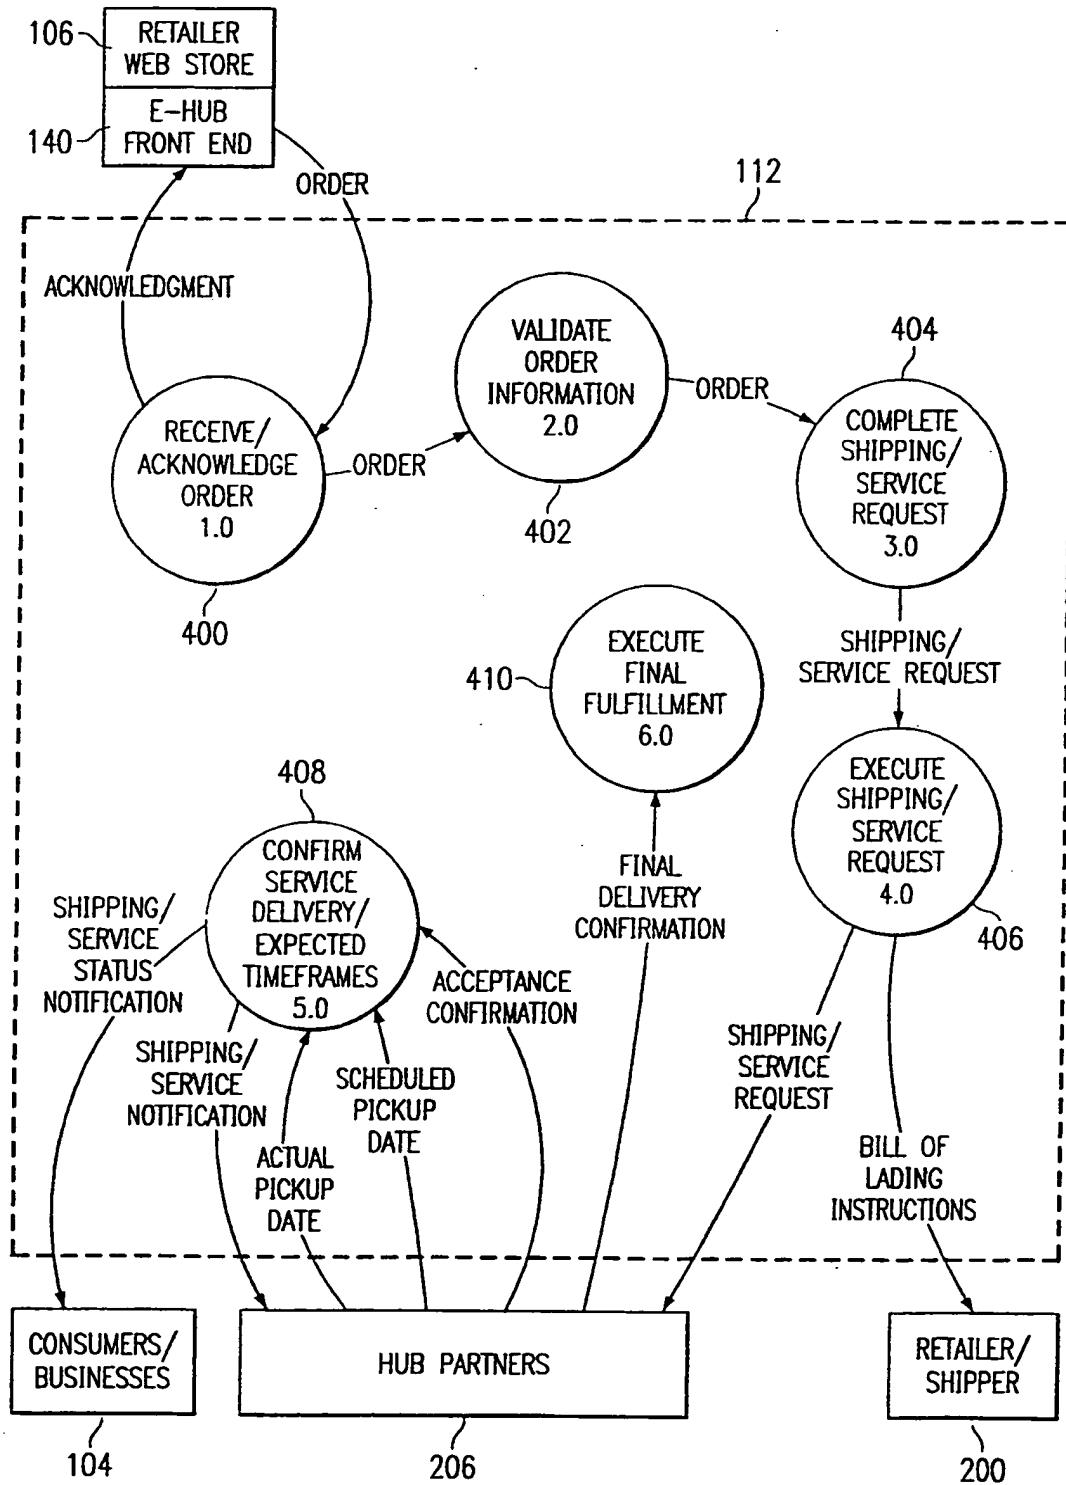 106
RETAILER
WEB STORE
140
E-HUB
FRONT END
ORDER
112
ACKNOWLEDGMENT
RECEIVE/
ACKNOWLEDGE
ORDER
1.0
400
ORDER
VALIDATE
ORDER
INFORMATION
2.0
402
ORDER
404
COMPLETE
SHIPPING/
SERVICE
REQUEST
3.0
SHIPPING/
SERVICE REQUEST
410
EXECUTE
FINAL
FULFILLMENT
6.0
EXECUTE
SHIPPING/
SERVICE
REQUEST
4.0
406
408
CONFIRM
SERVICE
DELIVERY/
EXPECTED
TIMEFRAMES
5.0
SHIPPING/
SERVICE
STATUS
NOTIFICATION
SHIPPING/
SERVICE
NOTIFICATION
ACTUAL
PICKUP
DATE
SCHEDULED
PICKUP
DATE
ACCEPTANCE
CONFIRMATION
FINAL
DELIVERY
CONFIRMATION
SHIPPING/
SERVICE
REQUEST
BILL OF
LADING
INSTRUCTIONS
CONSUMERS/
BUSINESSES
104
HUB PARTNERS
206
RETAILER/
SHIPPER
200